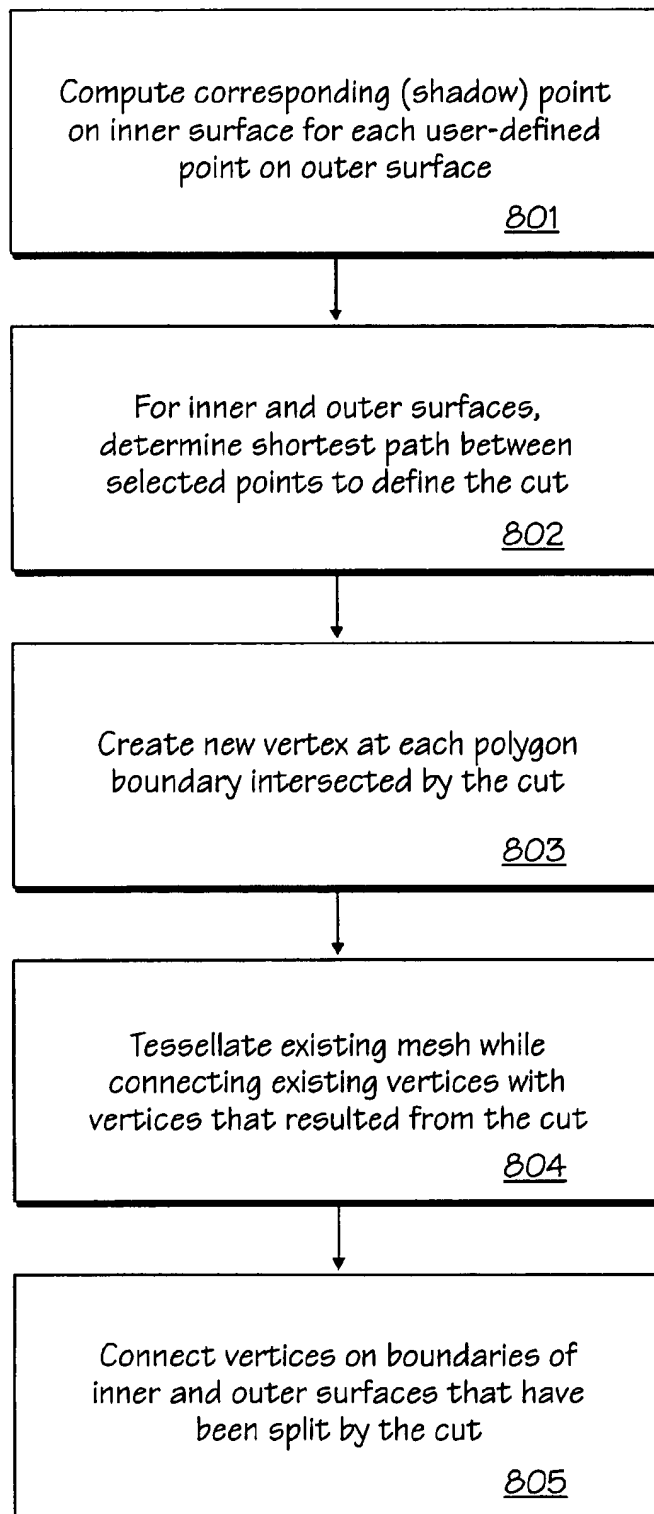 Compute corresponding (shadow) point
on inner surface for each user-defined
point on outer surface
801
For inner and outer surfaces,
determine shortest path between
selected points to define the cut
802
Create new vertex at each polygon
boundary intersected by the cut
803
Tessellate existing mesh while
connecting existing vertices with
vertices that resulted from the cut
804
Connect vertices on boundaries of
inner and outer surfaces that have
been split by the cut
805